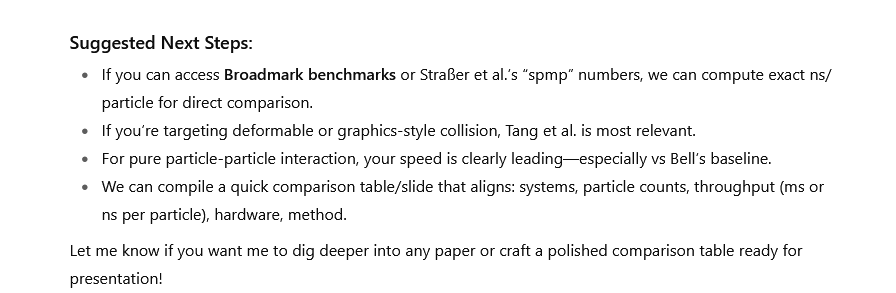 Suggested Next Steps:
• If you can access Broadmark benchmarks or Straßer et al.’s “spmp” numbers, we can compute exact ns/
particle for direct comparison.
• If you’re targeting deformable or graphics-style collision, Tang et al. is most relevant.
• For pure particle-particle interaction, your speed is clearly leading—especially vs Bell’s baseline.
• We can compile a quick comparison table/slide that aligns: systems, particle counts, throughput (ms or
ns per particle), hardware, method.
Let me know if you want me to dig deeper into any paper or craft a polished comparison table ready for
presentation!